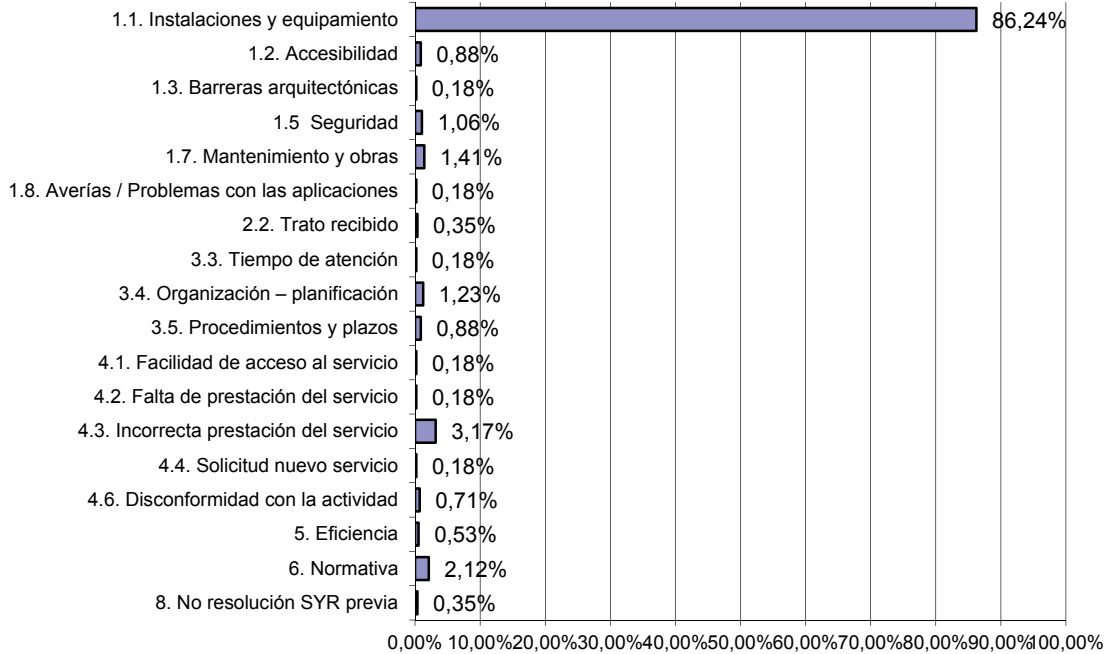 1.1. Instalaciones y equipamiento 86,24%
1.2. Accesibilidad 0,88%
1.3. Barreras arquitectónicas 0,18%
1.5  Seguridad 1,06%
1.7. Mantenimiento y obras 1,41%
1.8. Averías / Problemas con las aplicaciones 0,18%
2.2. Trato recibido 0,35%
3.3. Tiempo de atención 0,18%
3.4. Organización – planificación 1,23%
3.5. Procedimientos y plazos 0,88%
4.1. Facilidad de acceso al servicio 0,18%
4.2. Falta de prestación del servicio 0,18%
4.3. Incorrecta prestación del servicio 3,17%
4.4. Solicitud nuevo servicio 0,18%
4.6. Disconformidad con la actividad 0,71%
5. Eficiencia 0,53%
6. Normativa 2,12%
8. No resolución SYR previa 0,35%
0,00% 10,00% 20,00% 30,00% 40,00% 50,00% 60,00% 70,00% 80,00% 90,00% 100,00%